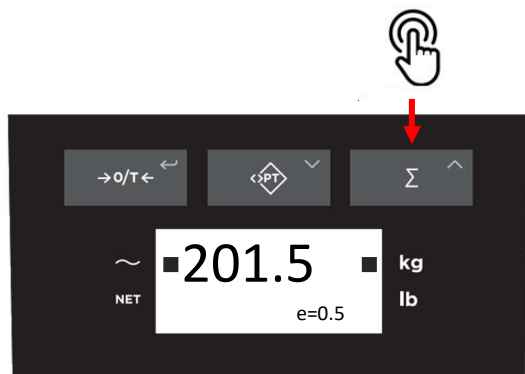 →0/T← <>PT Σ
~ 201.5 kg
NET e=0.5 lb